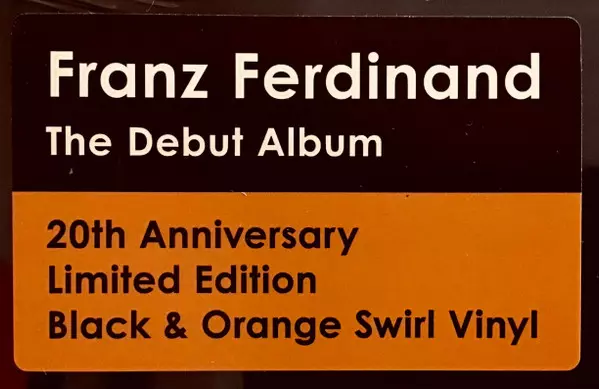 Franz Ferdinand
The Debut Album
20th Anniversary
Limited Edition
Black & Orange Swirl Vinyl